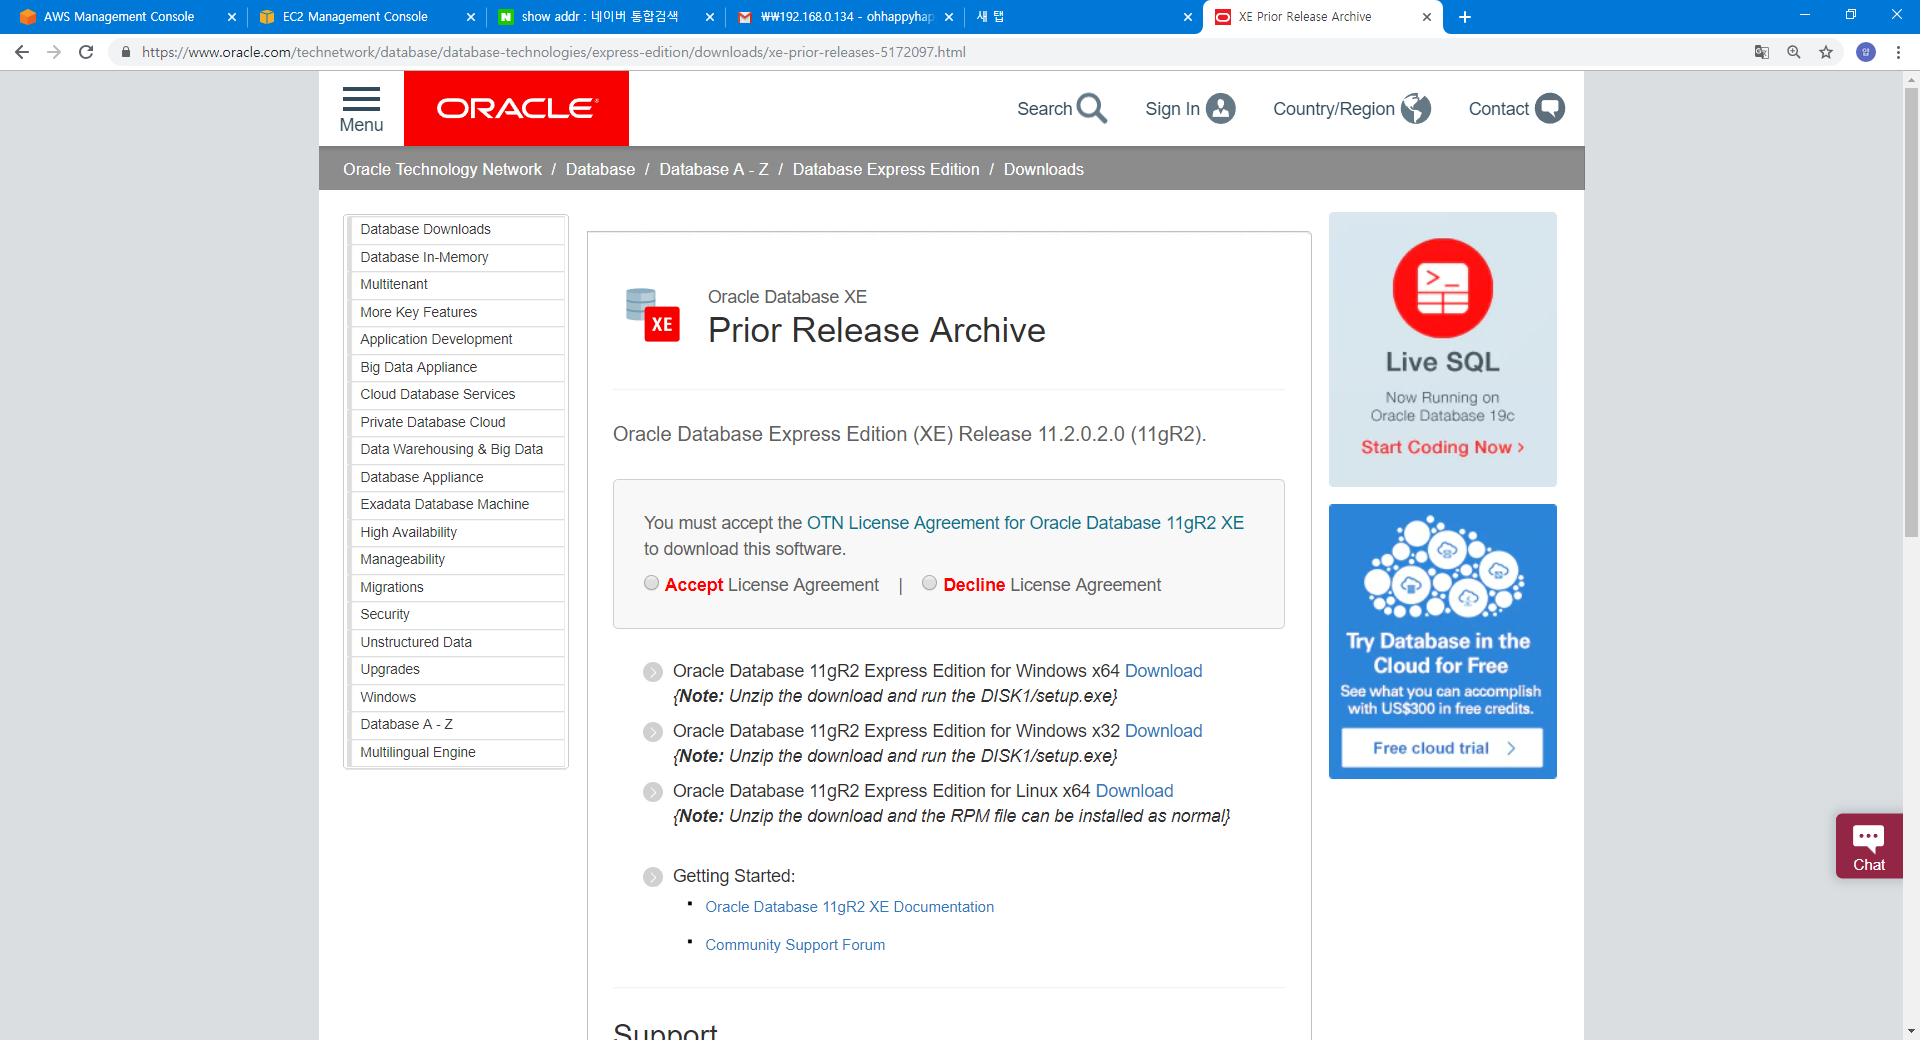 AWS Management Console
EC2 Management Console
show addr : 네이버 통합검색
₩₩192.168.0.134 - ohhappyhap
새 탭
XE Prior Release Archive
https://www.oracle.com/technetwork/database/database-technologies/express-edition/downloads/xe-prior-releases-5172097.html
Menu
ORACLE
Search
Sign In
Country/Region
Contact
Oracle Technology Network / Database / Database A - Z / Database Express Edition / Downloads
Database Downloads
Database In-Memory
Multitenant
More Key Features
Application Development
Big Data Appliance
Cloud Database Services
Private Database Cloud
Data Warehousing & Big Data
Database Appliance
Exadata Database Machine
High Availability
Manageability
Migrations
Security
Unstructured Data
Upgrades
Windows
Database A - Z
Multilingual Engine
XE
Oracle Database XE
Prior Release Archive
Oracle Database Express Edition (XE) Release 11.2.0.2.0 (11gR2).
You must accept the OTN License Agreement for Oracle Database 11gR2 XE
to download this software.
Accept License Agreement | Decline License Agreement
Oracle Database 11gR2 Express Edition for Windows x64 Download
{Note: Unzip the download and run the DISK1/setup.exe}
Oracle Database 11gR2 Express Edition for Windows x32 Download
{Note: Unzip the download and run the DISK1/setup.exe}
Oracle Database 11gR2 Express Edition for Linux x64 Download
{Note: Unzip the download and the RPM file can be installed as normal}
Getting Started:
Oracle Database 11gR2 XE Documentation
Community Support Forum
Support
Live SQL
Now Running on
Oracle Database 19c
Start Coding Now >
Try Database in the
Cloud for Free
See what you can accomplish
with US$300 in free credits.
Free cloud trial >
Chat